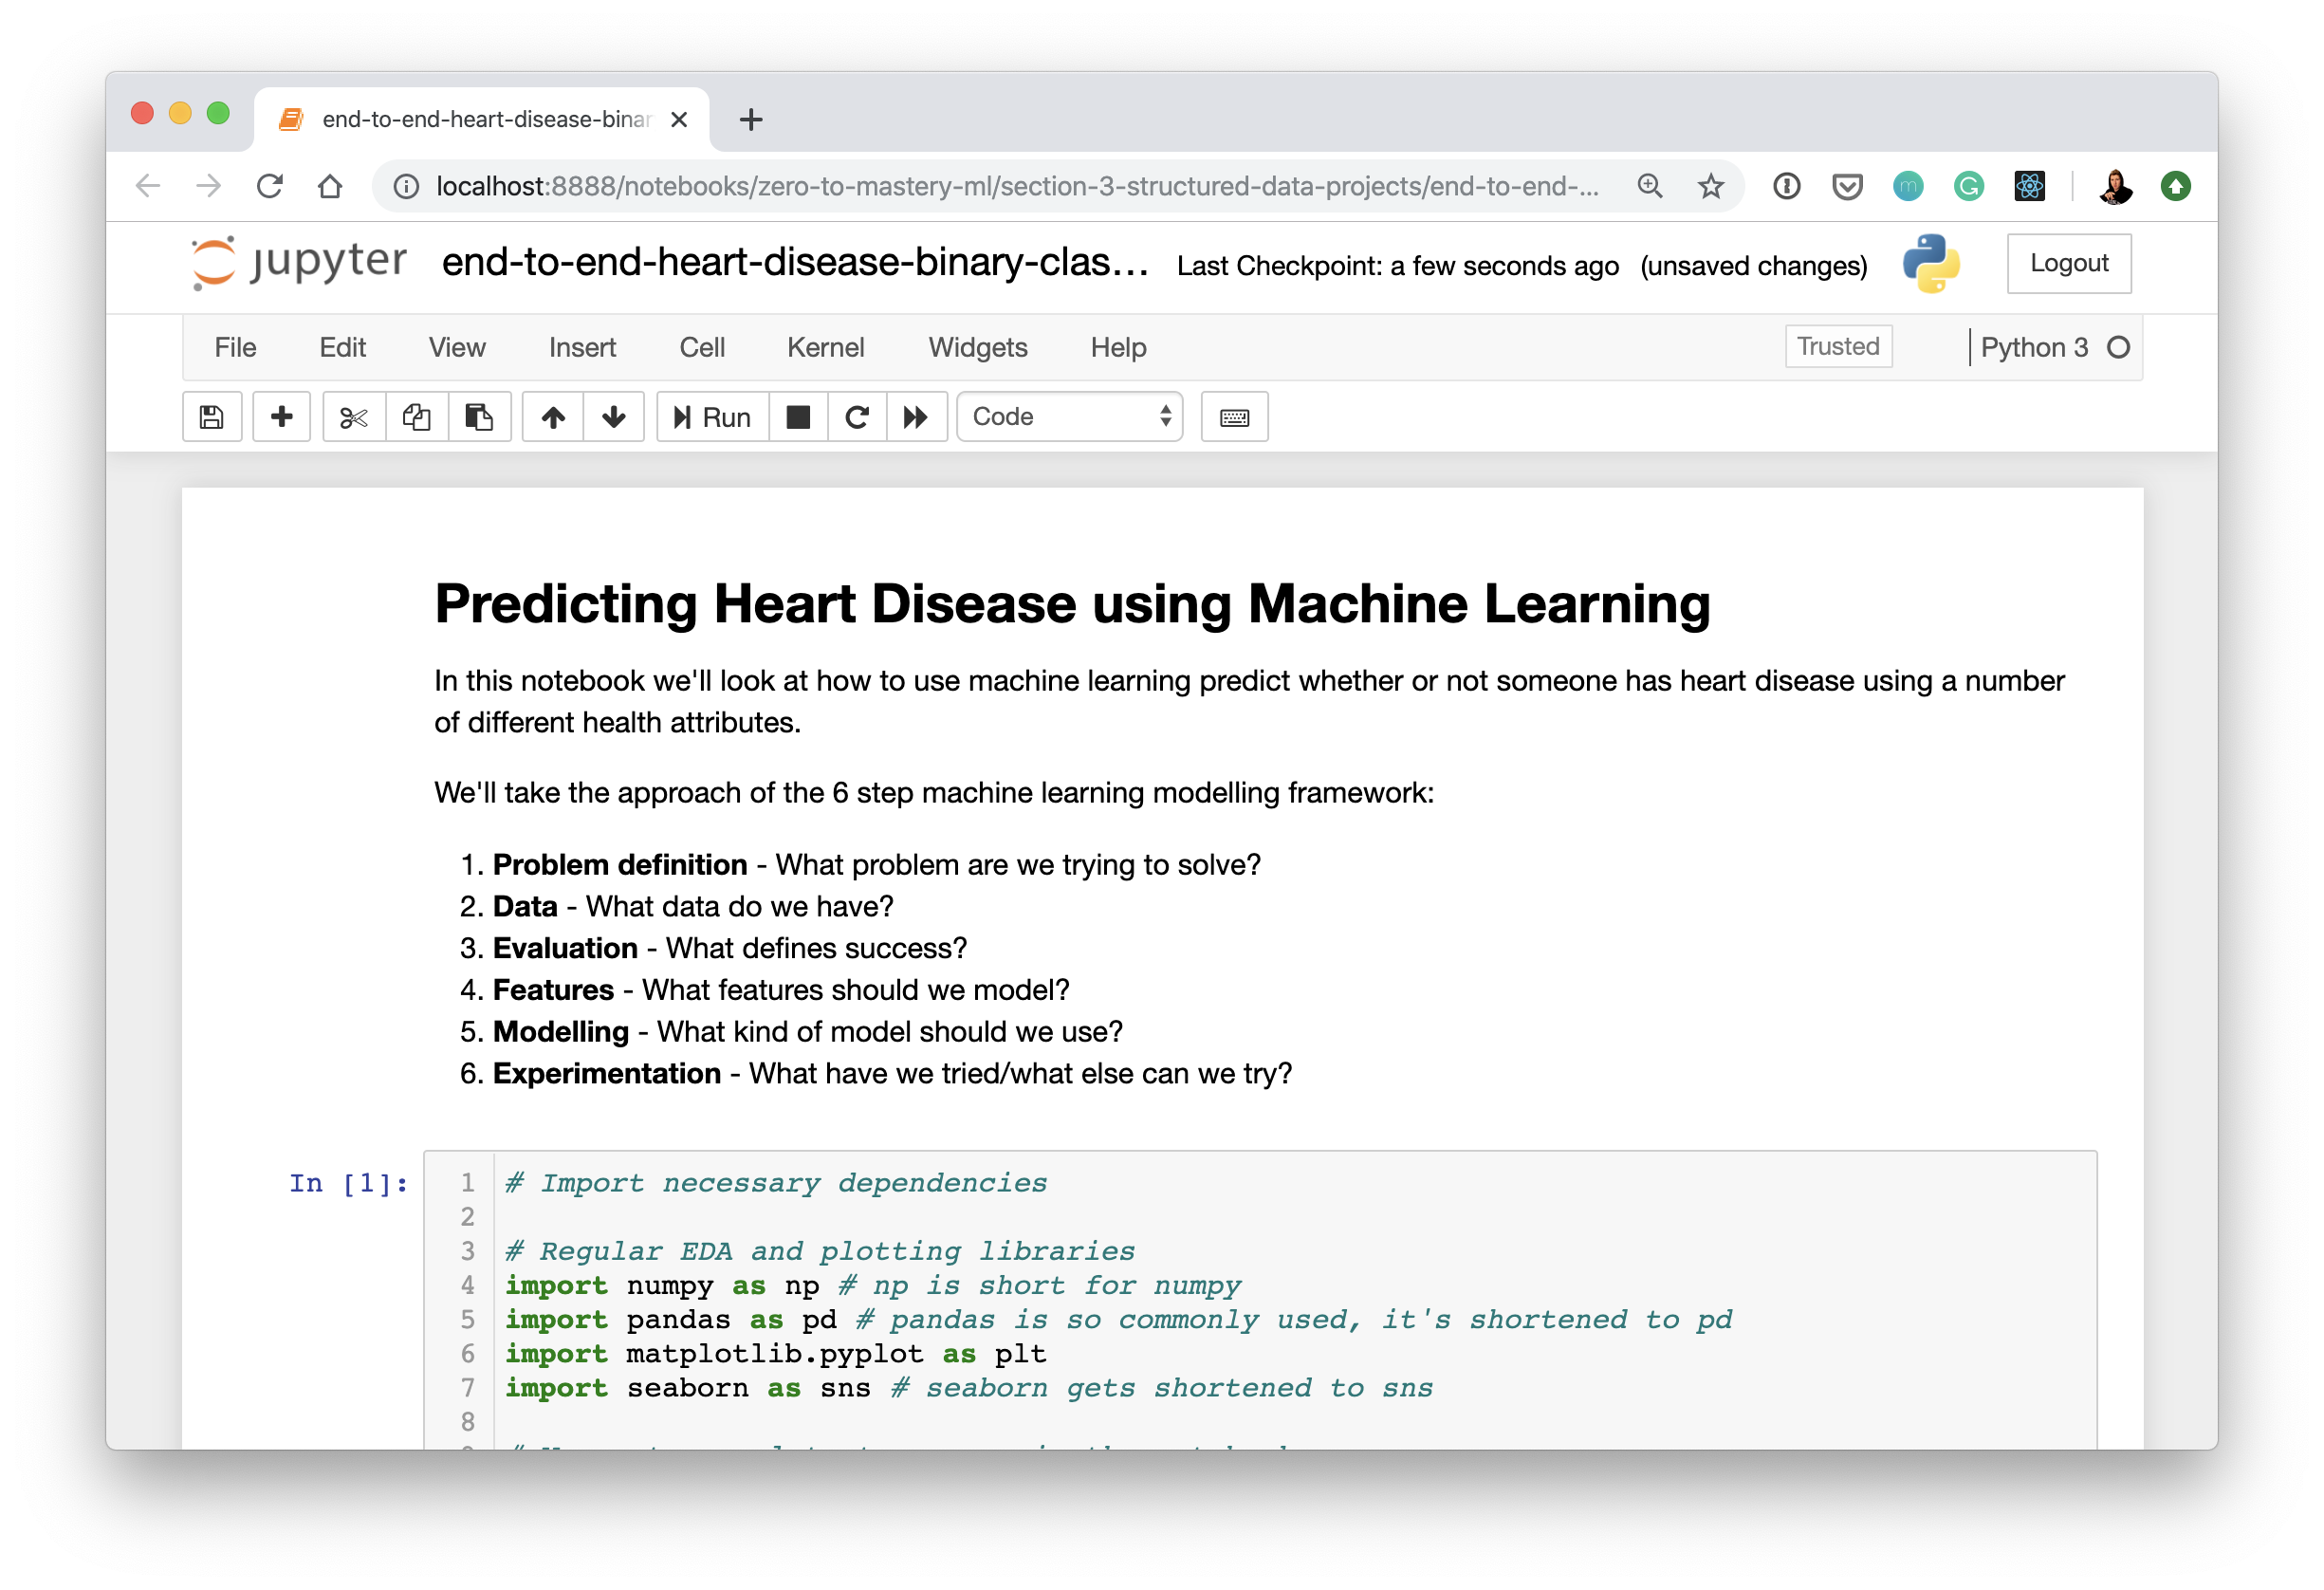 end-to-end-heart-disease-binar
localhost:8888/notebooks/zero-to-mastery-ml/section-3-structured-data-projects/end-to-end-...
jupyter end-to-end-heart-disease-binary-clas... Last Checkpoint: a few seconds ago (unsaved changes) Logout
File Edit View Insert Cell Kernel Widgets Help Trusted Python 3
Run Code
Predicting Heart Disease using Machine Learning
In this notebook we'll look at how to use machine learning predict whether or not someone has heart disease using a number
of different health attributes.
We'll take the approach of the 6 step machine learning modelling framework:
1. Problem definition - What problem are we trying to solve?
2. Data - What data do we have?
3. Evaluation - What defines success?
4. Features - What features should we model?
5. Modelling - What kind of model should we use?
6. Experimentation - What have we tried/what else can we try?
In [1]: 1 # Import necessary dependencies
2
3 # Regular EDA and plotting libraries
4 import numpy as np # np is short for numpy
5 import pandas as pd # pandas is so commonly used, it's shortened to pd
6 import matplotlib.pyplot as plt
7 import seaborn as sns # seaborn gets shortened to sns
8